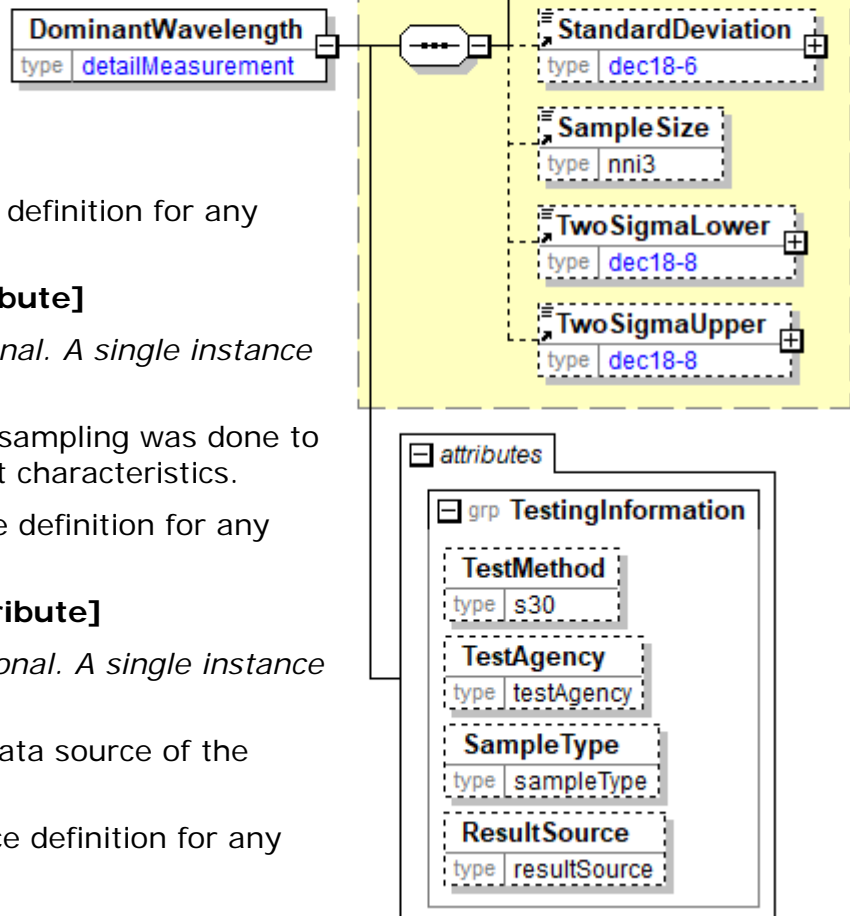 DominantWavelength
type detailMeasurement
definition for any
bute]
nal. A single instance
sampling was done to
t characteristics.
e definition for any
ribute]
onal. A single instance
ata source of the
ce definition for any
StandardDeviation
type dec18-6
SampleSize
type nni3
TwoSigmaLower
type dec18-8
TwoSigmaUpper
type dec18-8
attributes
grp TestingInformation
TestMethod
type s30
TestAgency
type testAgency
SampleType
type sampleType
ResultSource
type resultSource